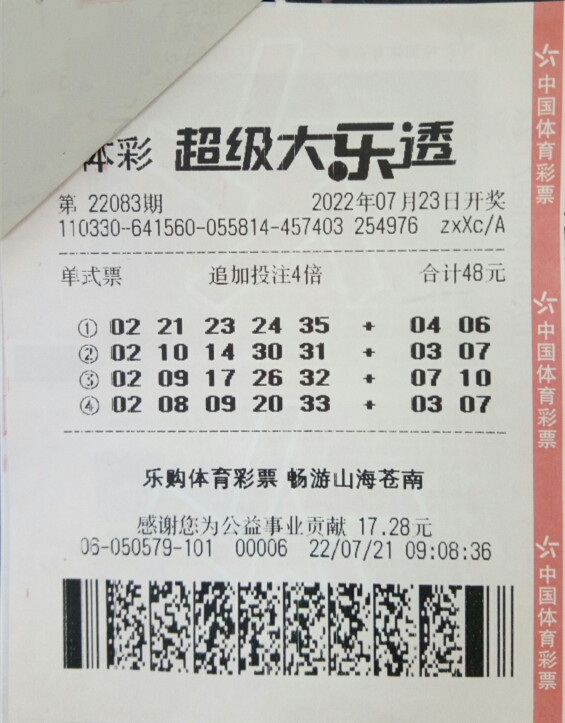 体彩 超级大乐透
第 22083期 2022年07月23日开奖
110330-641560-055814-457403 254976 zxXc/A
单式票 追加投注4倍 合计48元
① 02 21 23 24 35 + 04 06
② 02 10 14 30 31 + 03 07
③ 02 09 17 26 32 + 07 10
④ 02 08 09 20 33 + 03 07
乐购体育彩票 畅游山海苍南
感谢您为公益事业贡献 17.28元
06-050579-101 00006 22/07/21 09:08:36
中国体育彩票
中国体育彩票
中国体育彩票